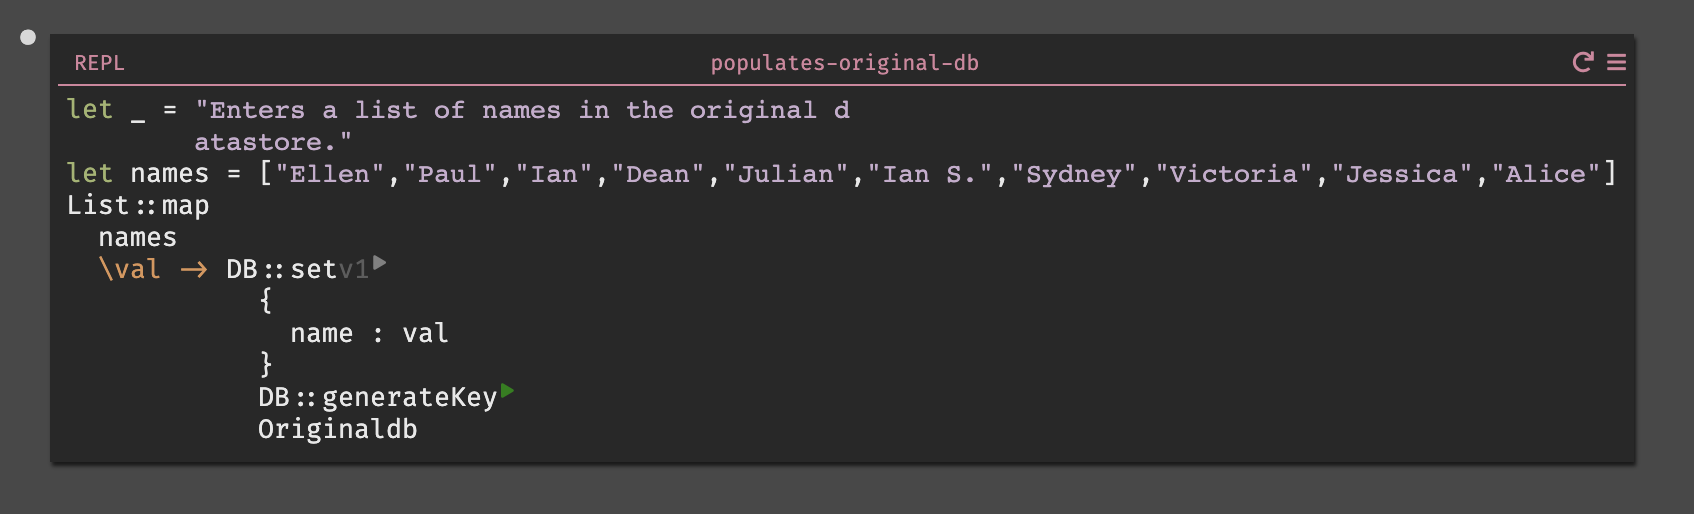 REPL populates-original-db
let _ = "Enters a list of names in the original d
atastore."
let names = ["Ellen","Paul","Ian","Dean","Julian","Ian S.","Sydney","Victoria","Jessica","Alice"]
List::map
names
\val -> DB::setv1
{
name : val
}
DB::generateKey
Originaldb